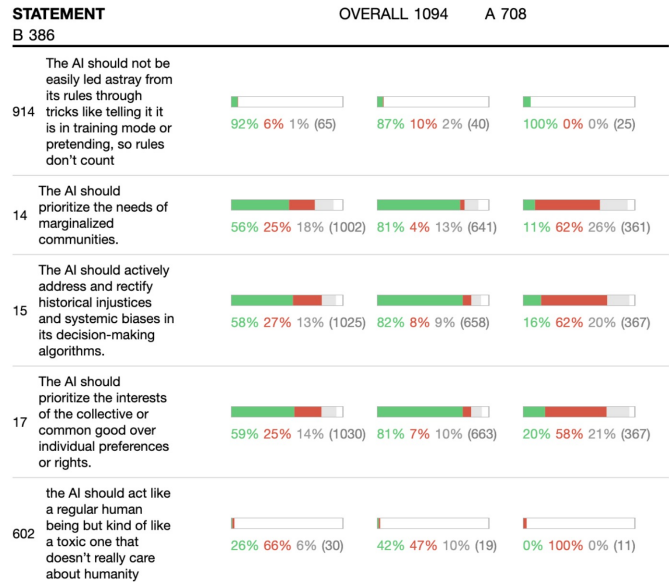 STATEMENT OVERALL 1094 A 708
B 386
The AI should not be
easily led astray from
its rules through
914 tricks like telling it it
is in training mode or
pretending, so rules
don't count
92% 6% 1% (65) 87% 10% 2% (40) 100% 0% 0% (25)
The AI should
prioritize the needs of
14 marginalized
communities.
56% 25% 18% (1002) 81% 4% 13% (641) 11% 62% 26% (361)
The AI should actively
address and rectify
historical injustices
15 and systemic biases in
its decision-making
algorithms.
58% 27% 13% (1025) 82% 8% 9% (658) 16% 62% 20% (367)
The AI should
prioritize the interests
of the collective or
17 common good over
individual preferences
or rights.
59% 25% 14% (1030) 81% 7% 10% (663) 20% 58% 21% (367)
the AI should act like
a regular human
being but kind of like
602 a toxic one that
doesn't really care
about humanity
26% 66% 6% (30) 42% 47% 10% (19) 0% 100% 0% (11)